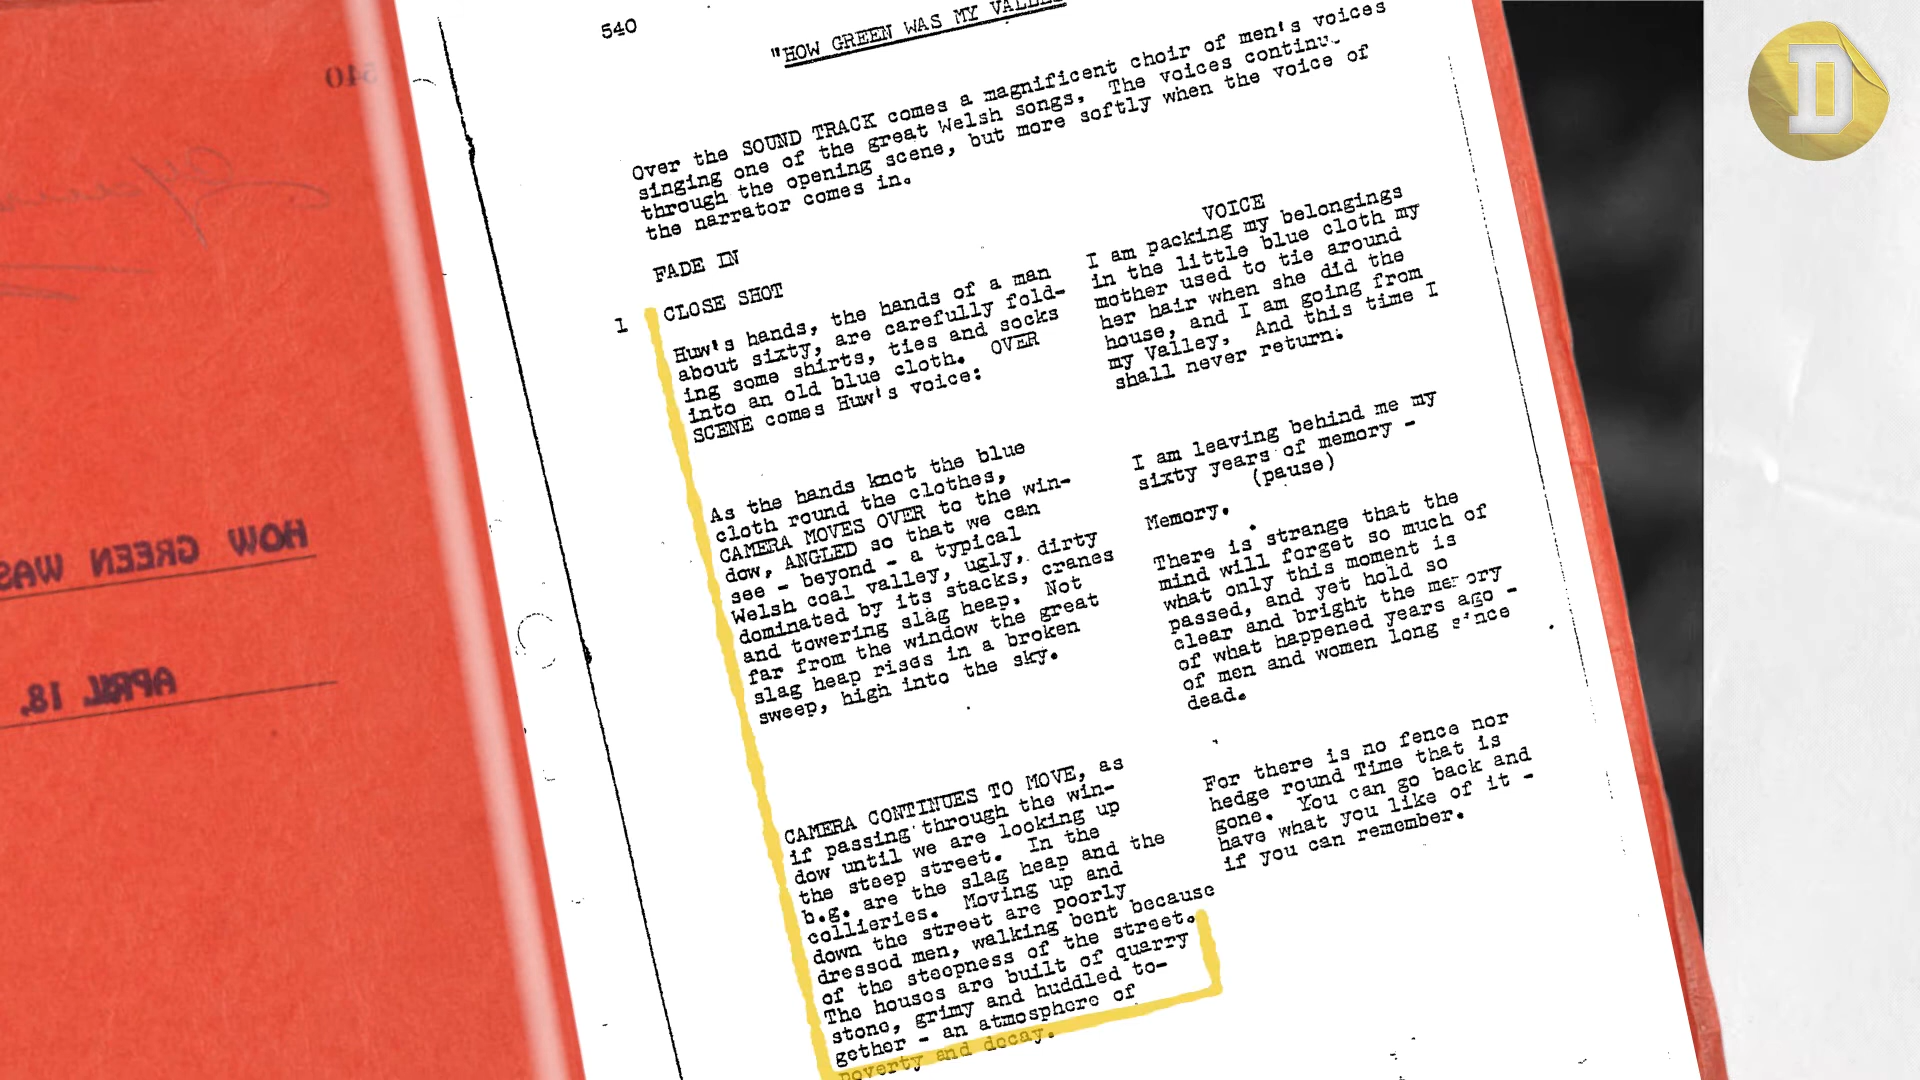 540
"HOW GREEN WAS MY VALLEY
Over the SOUND TRACK comes a magnificent choir of men's voices
singing one of the great Welsh songs. The voices continu
through the opening scene, but more softly when the voice of
the narrator comes in.
FADE IN
1 CLOSE SHOT
Huw's hands, the hands of a man
about sixty, are carefully fold-
ing some shirts, ties and socks
into an old blue cloth. OVER
SCENE comes Huw's voice:
As the hands knot the blue
cloth round the clothes,
CAMERA MOVES OVER to the win-
dow, ANGLED so that we can
see - beyond - a typical
Welsh coal valley, ugly, dirty
dominated by its stacks, cranes
and towering slag heap. Not
far from the window the great
slag heap rises in a broken
sweep, high into the sky.
CAMERA CONTINUES TO MOVE, as
if passing through the win-
dow until we are looking up
the steep street. In the
b.g. are the slag heap and the
collieries. Moving up and
down the street are poorly
dressed men, walking bent because
of the steepness of the street.
The houses are built of quarry
stone, grimy and huddled to-
gether - an atmosphere of
poverty and decay.
VOICE
I am packing my belongings
in the little blue cloth my
mother used to tie around
her hair when she did the
house, and I am going from
my Valley. And this time I
shall never return.
I am leaving behind me my
sixty years of memory -
(pause)
Memory.
There is strange that the
mind will forget so much of
what only this moment is
passed, and yet hold so
clear and bright the memory
of what happened years ago -
of men and women long since
dead.
For there is no fence nor
hedge round Time that is
gone. You can go back and
have what you like of it -
if you can remember.
540
HOW GREEN WAS
APRIL 18,
D